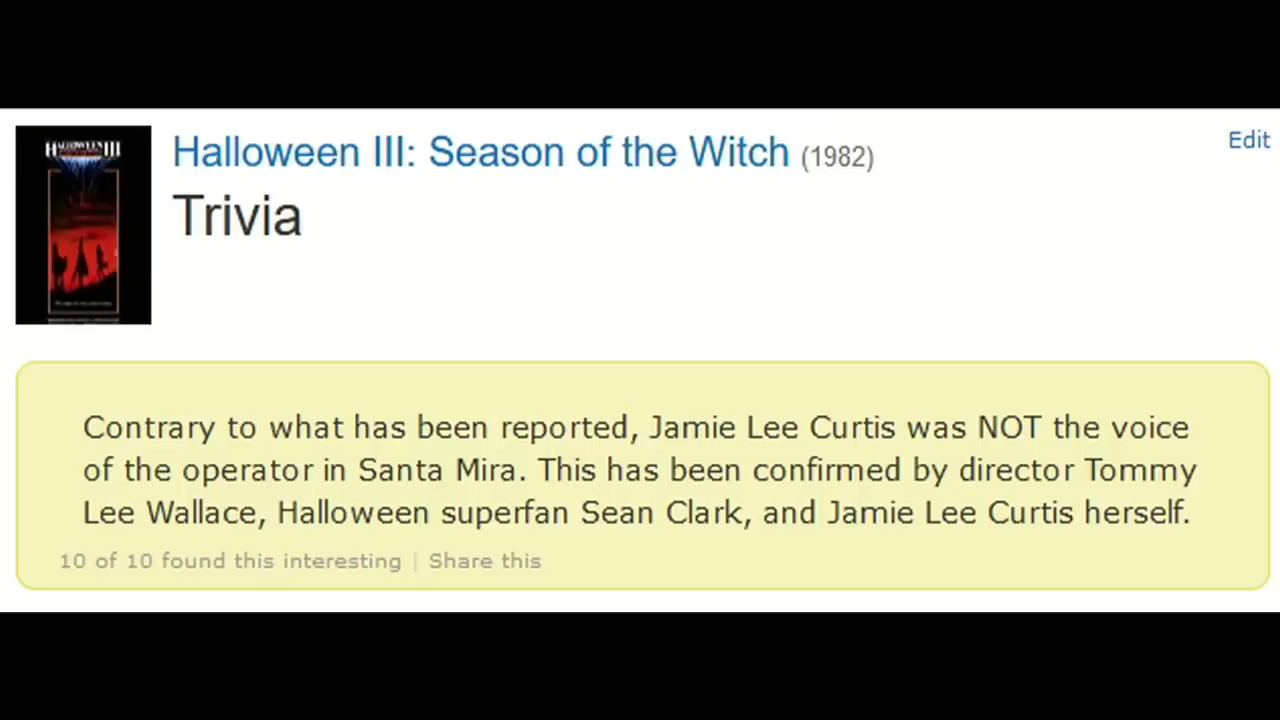 HALLOWEEN III
Halloween III: Season of the Witch (1982)
Edit
Trivia
Contrary to what has been reported, Jamie Lee Curtis was NOT the voice
of the operator in Santa Mira. This has been confirmed by director Tommy
Lee Wallace, Halloween superfan Sean Clark, and Jamie Lee Curtis herself.
10 of 10 found this interesting | Share this